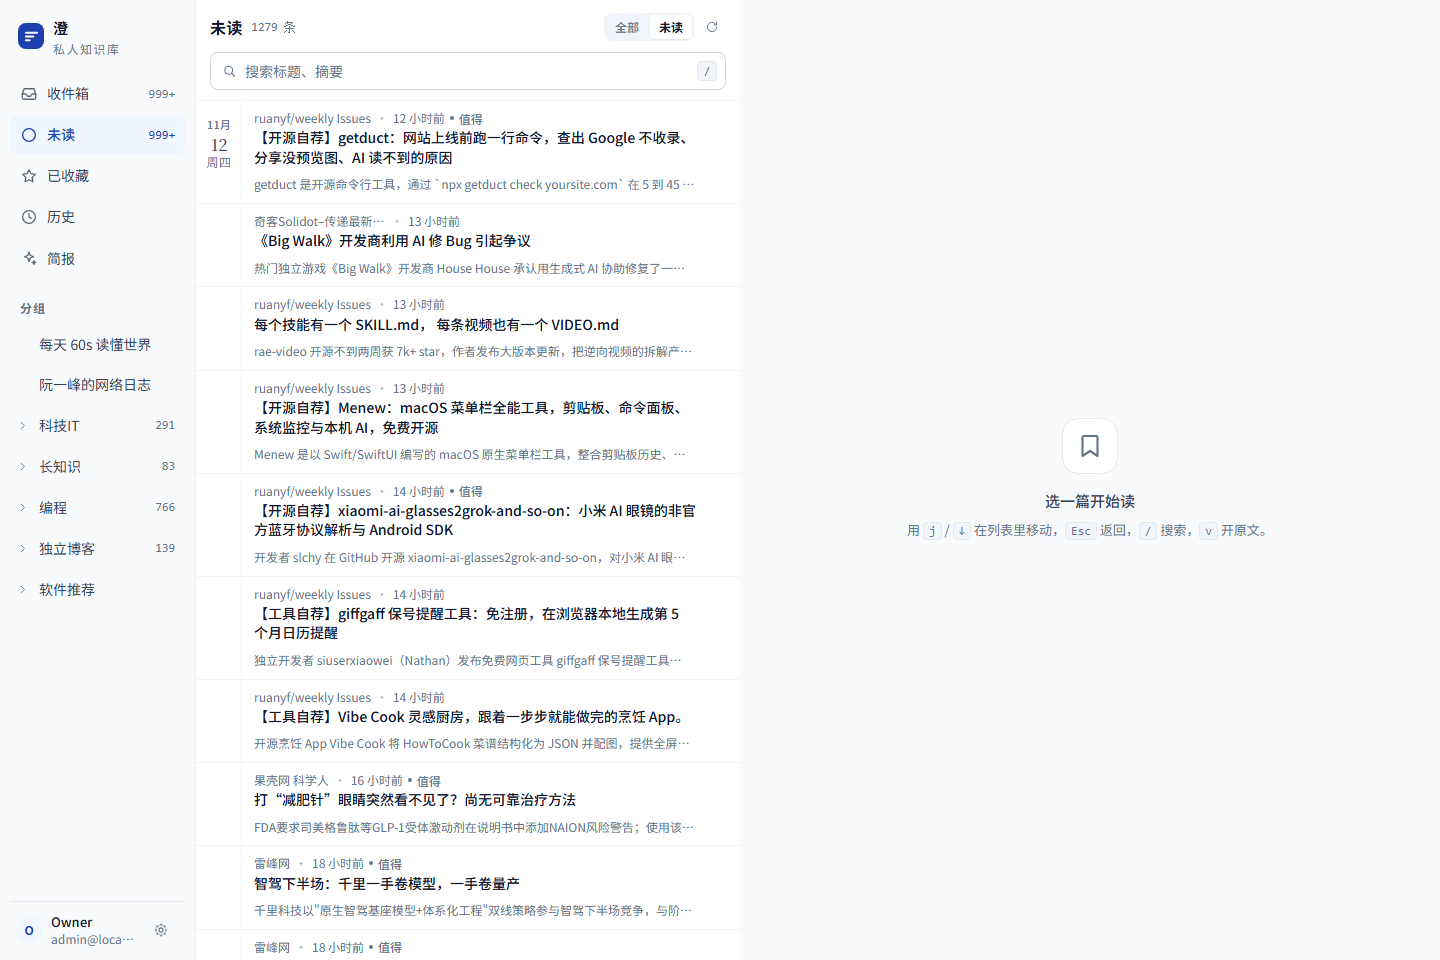 澄
私人知识库
收件箱 999+
未读 999+
已收藏
历史
简报
分组
每天 60s 读懂世界
阮一峰的网络日志
科技IT 291
长知识 83
编程 766
独立博客 139
软件推荐
O
Owner
admin@loca···
未读 1279 条
全部 未读
搜索标题、摘要 /
11月
12
周四
ruanyf/weekly Issues • 12 小时前 • 值得
【开源自荐】getduct：网站上线前跑一行命令，查出 Google 不收录、
分享没预览图、AI 读不到的原因
getduct 是开源命令行工具，通过 `npx getduct check yoursite.com` 在 5 到 45 ···
奇客Solidot–传递最新··· • 13 小时前
《Big Walk》开发商利用 AI 修 Bug 引起争议
热门独立游戏《Big Walk》开发商 House House 承认用生成式 AI 协助修复了一···
ruanyf/weekly Issues • 13 小时前
每个技能有一个 SKILL.md， 每条视频也有一个 VIDEO.md
rae-video 开源不到两周获 7k+ star，作者发布大版本更新，把逆向视频的拆解产···
ruanyf/weekly Issues • 13 小时前
【开源自荐】Menew：macOS 菜单栏全能工具，剪贴板、命令面板、
系统监控与本机 AI，免费开源
Menew 是以 Swift/SwiftUI 编写的 macOS 原生菜单栏工具，整合剪贴板历史、···
ruanyf/weekly Issues • 14 小时前 • 值得
【开源自荐】xiaomi-ai-glasses2grok-and-so-on：小米 AI 眼镜的非官
方蓝牙协议解析与 Android SDK
开发者 slchy 在 GitHub 开源 xiaomi-ai-glasses2grok-and-so-on，对小米 AI 眼···
ruanyf/weekly Issues • 14 小时前
【工具自荐】giffgaff 保号提醒工具：免注册，在浏览器本地生成第 5
个月日历提醒
独立开发者 siuserxiaowei（Nathan）发布免费网页工具 giffgaff 保号提醒工具···
ruanyf/weekly Issues • 14 小时前
【工具自荐】Vibe Cook 灵感厨房，跟着一步步就能做完的烹饪 App。
开源烹饪 App Vibe Cook 将 HowToCook 菜谱结构化为 JSON 并配图，提供全屏···
果壳网 科学人 • 16 小时前 • 值得
打“减肥针”眼睛突然看不见了？尚无可靠治疗方法
FDA要求司美格鲁肽等GLP-1受体激动剂在说明书中添加NAION风险警告；使用该···
雷峰网 • 18 小时前 • 值得
智驾下半场：千里一手卷模型，一手卷量产
千里科技以"原生智驾基座模型+体系化工程"双线策略参与智驾下半场竞争，与阶···
雷峰网 • 18 小时前 • 值得
选一篇开始读
用 j / ↓ 在列表里移动，Esc 返回，/ 搜索，v 开原文。